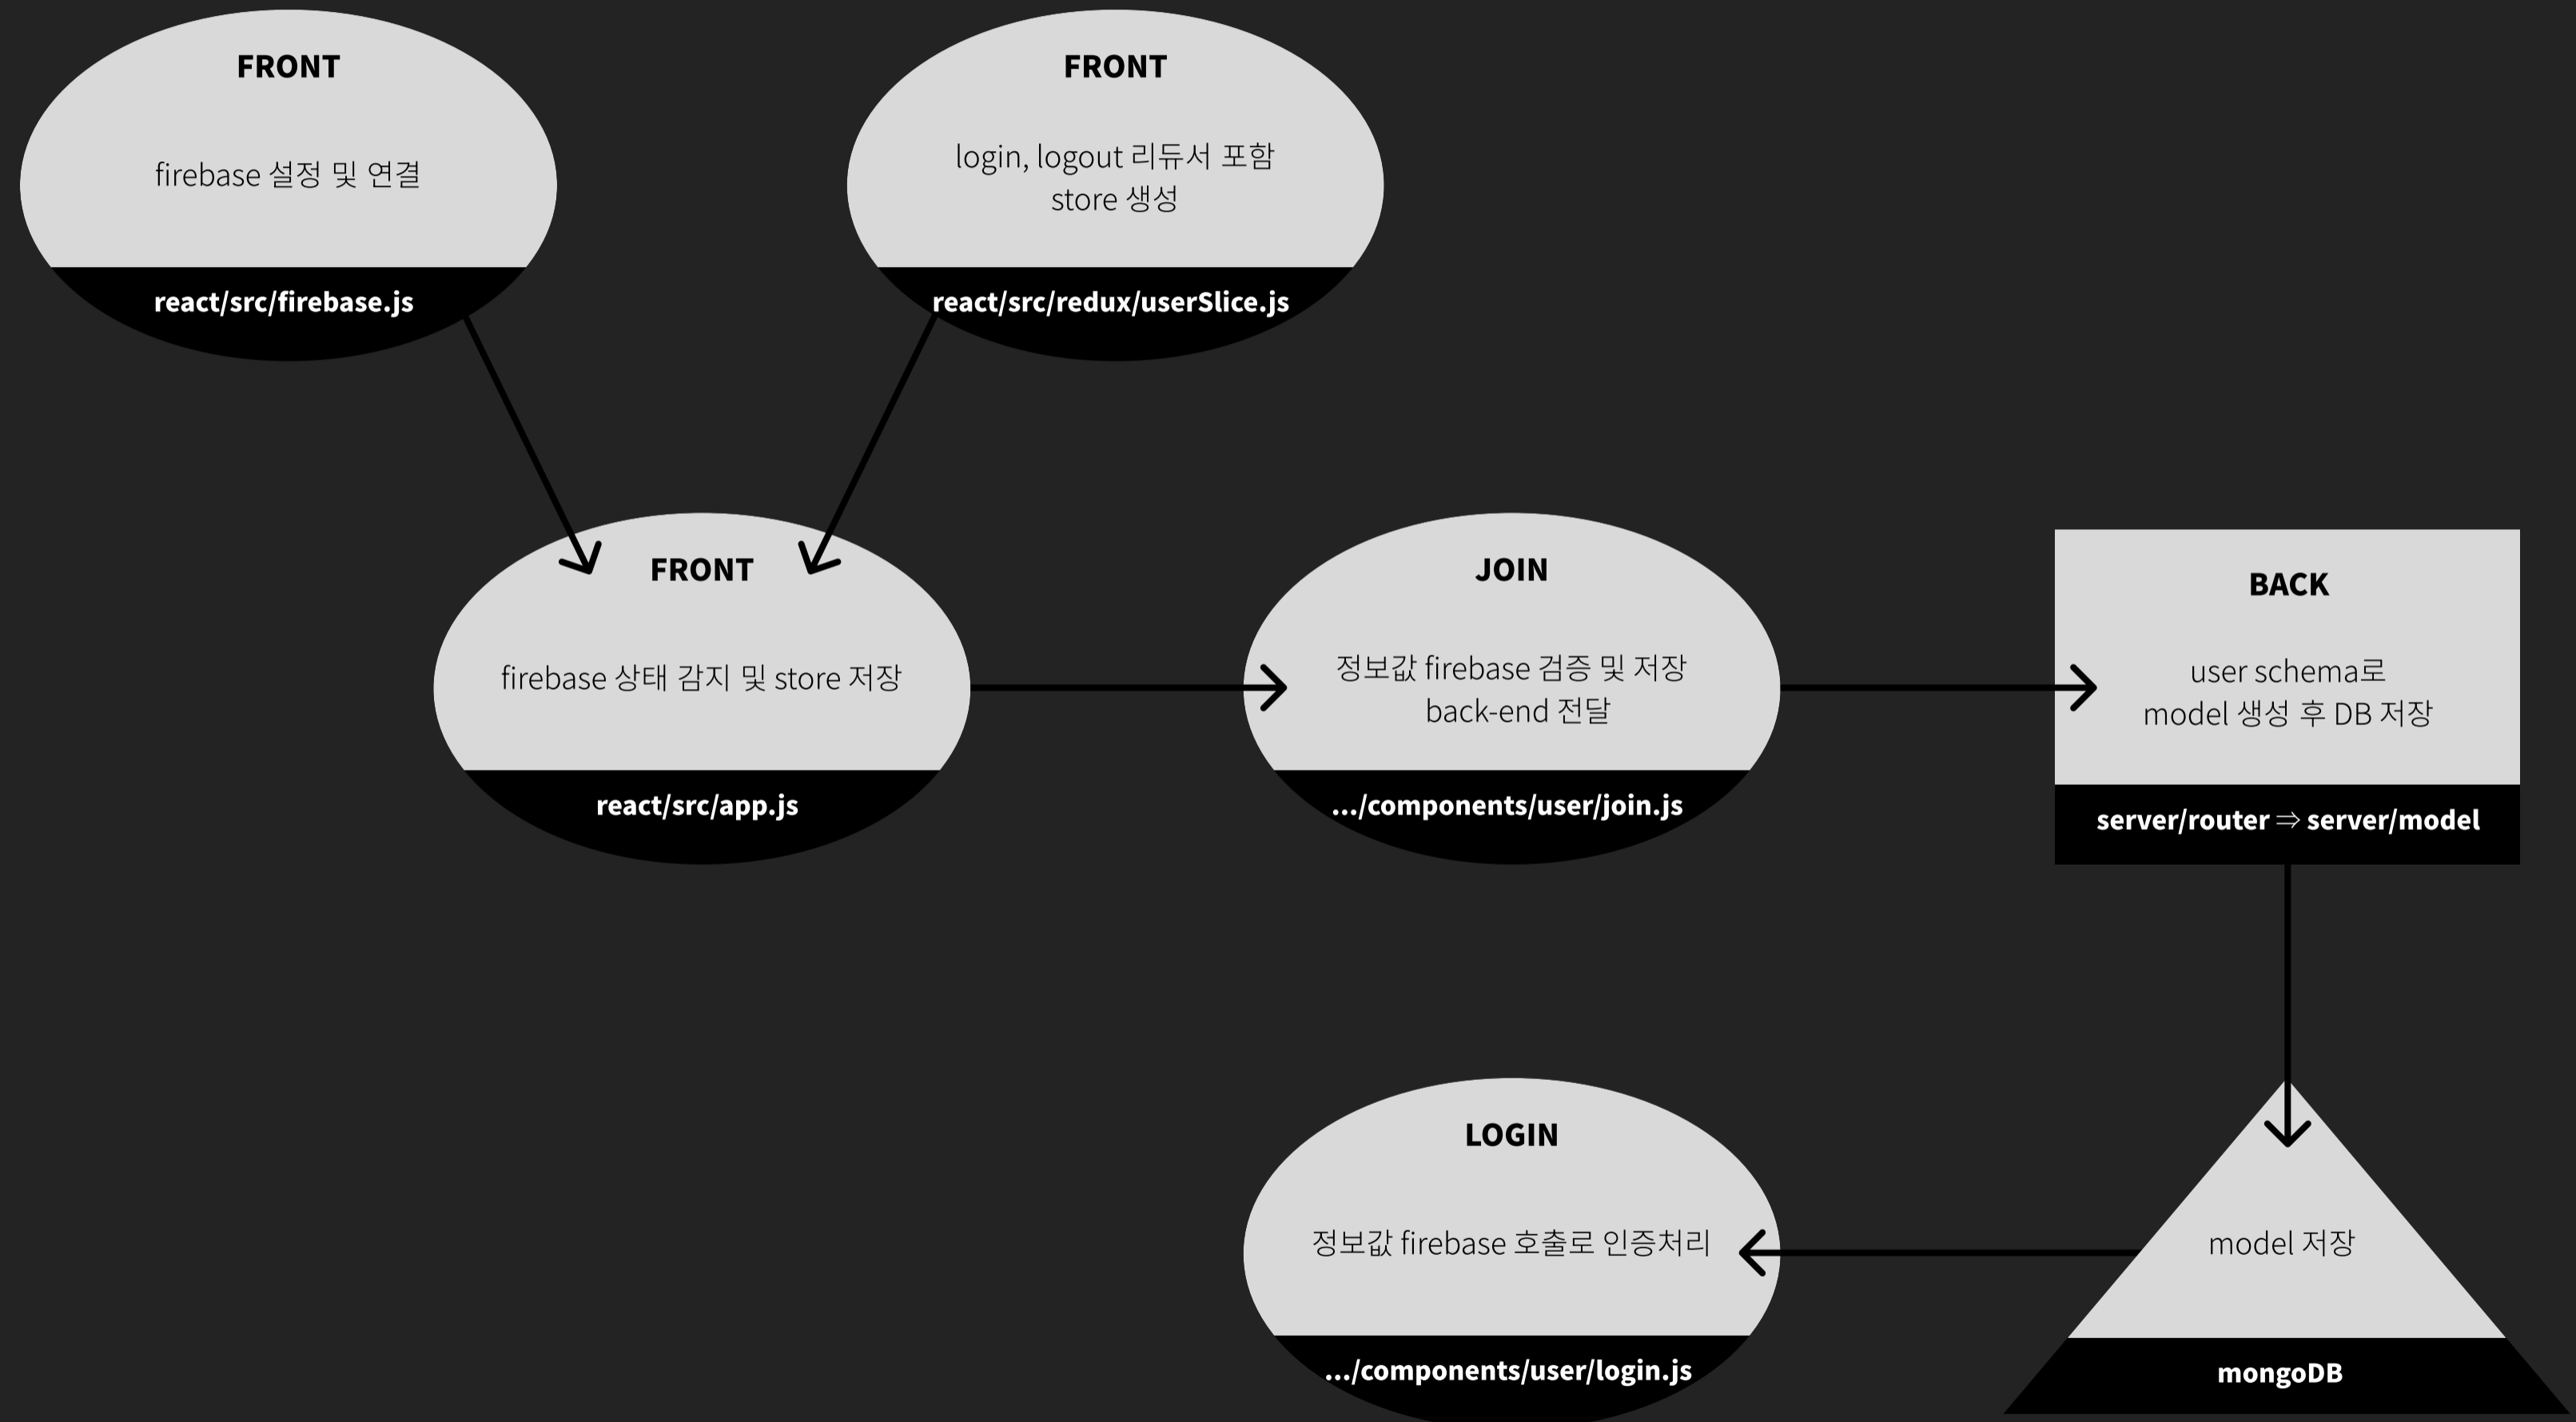 FRONT
firebase 설정 및 연결
react/src/firebase.js
FRONT
login, logout 리듀서 포함
store 생성
react/src/redux/userSlice.js
FRONT
firebase 상태 감지 및 store 저장
react/src/app.js
JOIN
정보값 firebase 검증 및 저장
back-end 전달
.../components/user/join.js
BACK
user schema로
model 생성 후 DB 저장
server/router ⇒ server/model
LOGIN
정보값 firebase 호출로 인증처리
.../components/user/login.js
model 저장
mongoDB